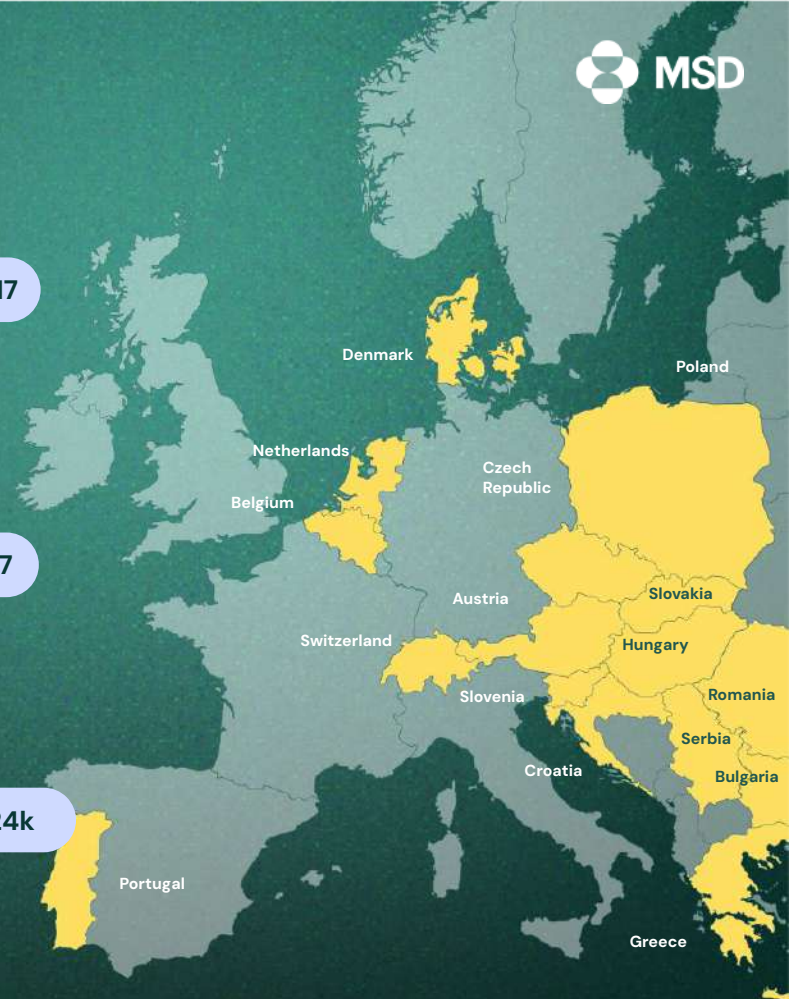 MSD
17
Denmark
Poland
Netherlands
Czech
Republic
Belgium
7
Slovakia
Austria
Switzerland
Hungary
Slovenia
Romania
Serbia
Croatia
Bulgaria
24k
Portugal
Greece